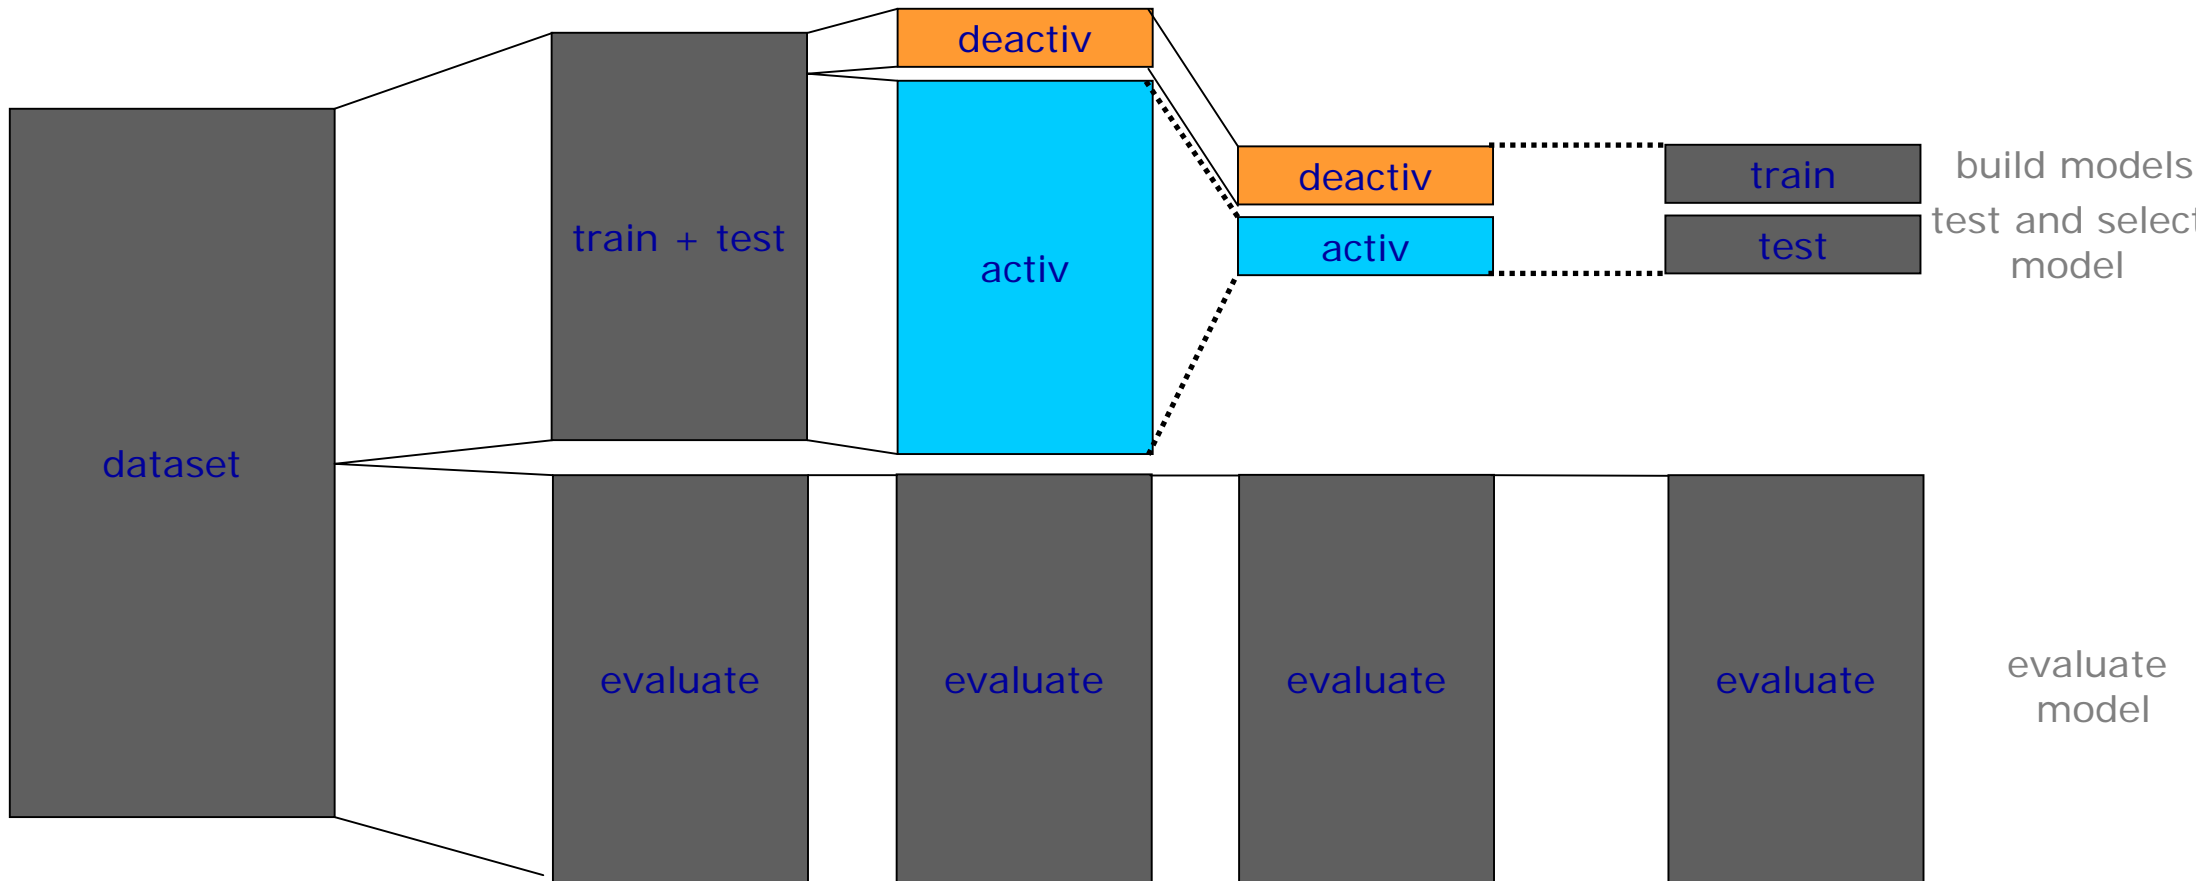 deactiv
train + test
activ
dataset
deactiv
activ
train
test
build models
test and select
model
evaluate
evaluate
evaluate
evaluate
evaluate
model